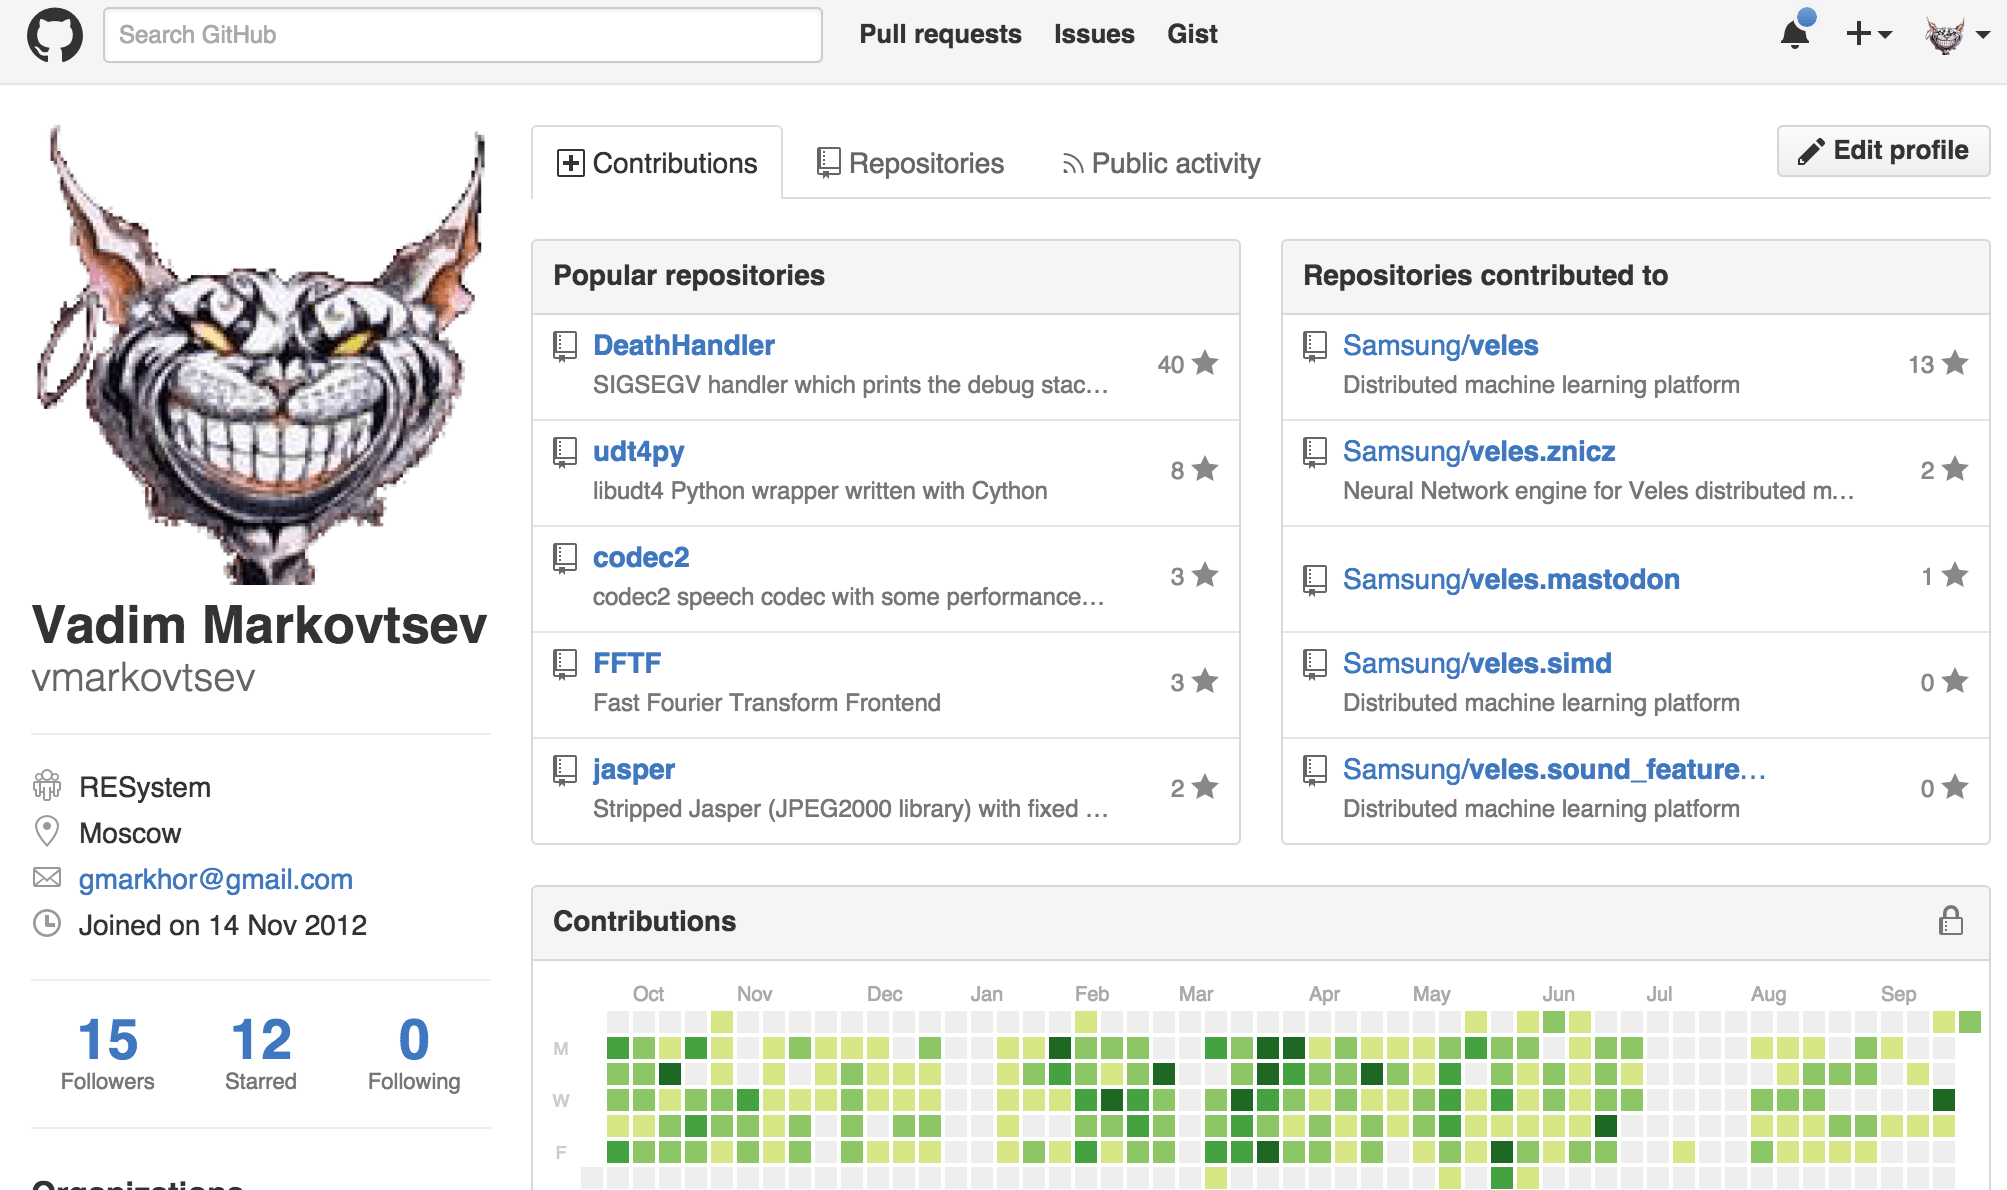 Search GitHub
Pull requests Issues Gist
Contributions Repositories Public activity
Edit profile
Vadim Markovtsev
vmarkovtsev
RESystem
Moscow
gmarkhor@gmail.com
Joined on 14 Nov 2012
15 12 0
Followers Starred Following
Organizations
Popular repositories
DeathHandler
SIGSEGV handler which prints the debug stac…
40
udt4py
libudt4 Python wrapper written with Cython
8
codec2
codec2 speech codec with some performance…
3
FFTF
Fast Fourier Transform Frontend
3
jasper
Stripped Jasper (JPEG2000 library) with fixed …
2
Repositories contributed to
Samsung/veles
Distributed machine learning platform
13
Samsung/veles.znicz
Neural Network engine for Veles distributed m…
2
Samsung/veles.mastodon
1
Samsung/veles.simd
Distributed machine learning platform
0
Samsung/veles.sound_feature…
Distributed machine learning platform
0
Contributions
Oct Nov Dec Jan Feb Mar Apr May Jun Jul Aug Sep
M
W
F